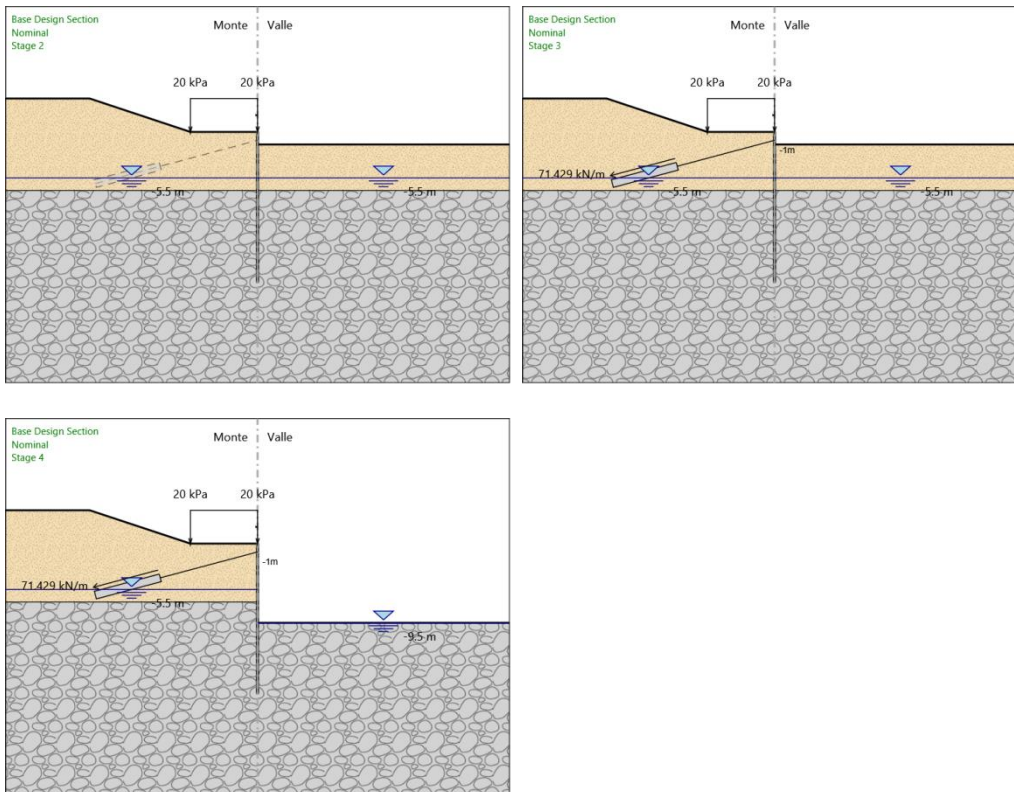 Base Design Section
Nominal
Stage 2
Monte Valle
20 kPa 20 kPa
-5.5 m -5.5 m
Base Design Section
Nominal
Stage 3
Monte Valle
20 kPa 20 kPa
-1m
71.429 kN/m
-5.5 m -5.5 m
Base Design Section
Nominal
Stage 4
Monte Valle
20 kPa 20 kPa
-1m
71.429 kN/m
-5.5 m
-9.5 m